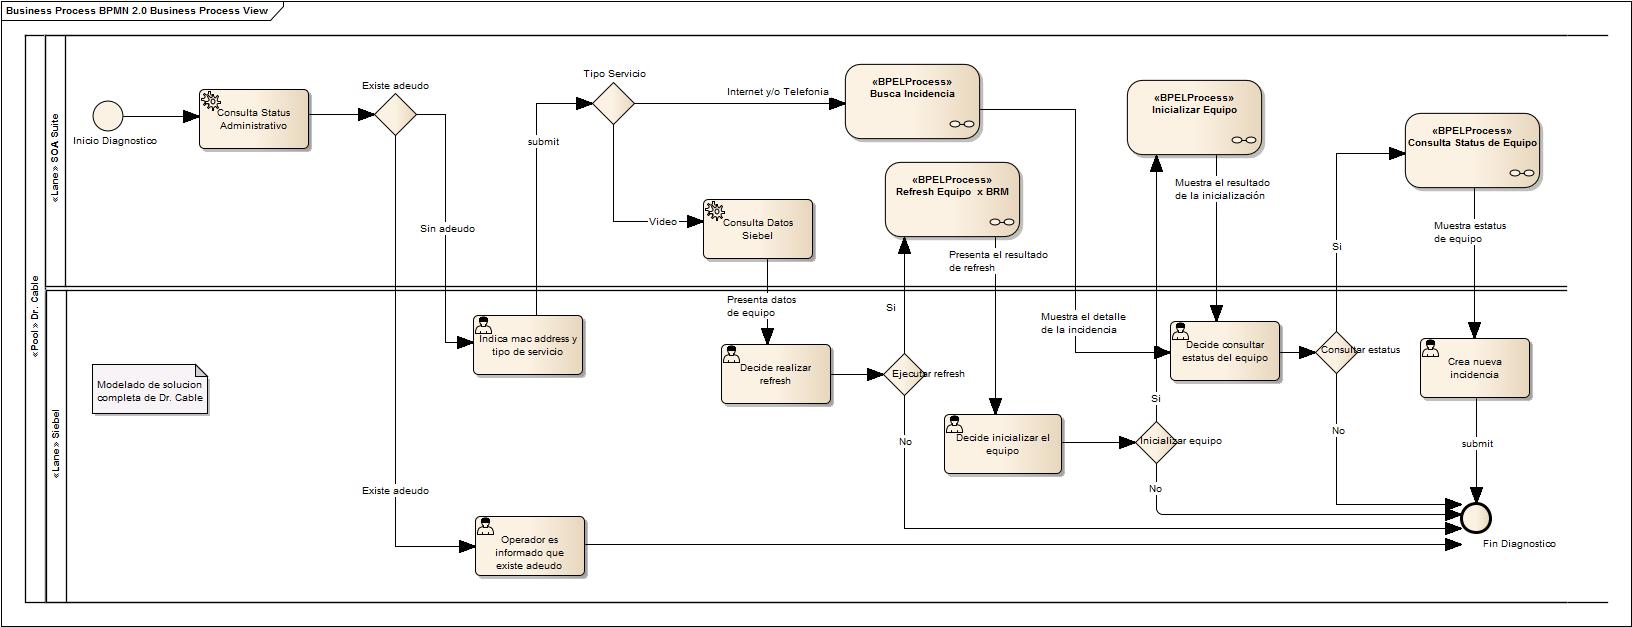 Business Process BPMN 2.0 Business Process View
«Pool» Dr. Cable
«Lane» SOA Suite
Inicio Diagnostico
Consulta Status
Administrativo
Existe adeudo
Sin adeudo
submit
Tipo Servicio
Internet y/o Telefonia
Video
Consulta Datos
Siebel
«BPELProcess»
Busca Incidencia
«BPELProcess»
Refresh Equipo  x BRM
Presenta el resultado
de refresh
«BPELProcess»
Inicializar Equipo
Muestra el resultado
de la inicialización
«BPELProcess»
Consulta Status de Equipo
Muestra estatus
de equipo
Si
«Lane» Siebel
Modelado de solucion
completa de Dr. Cable
Indica mac address y
tipo de servicio
Presenta datos
de equipo
Decide realizar
refresh
Si
Ejecutar refresh
No
Muestra el detalle
de la incidencia
Decide inicializar el
equipo
Si
Inicializar equipo
No
Decide consultar
estatus del equipo
Consultar estatus
No
Crea nueva
incidencia
submit
Existe adeudo
Operador es
informado que
existe adeudo
Fin Diagnostico